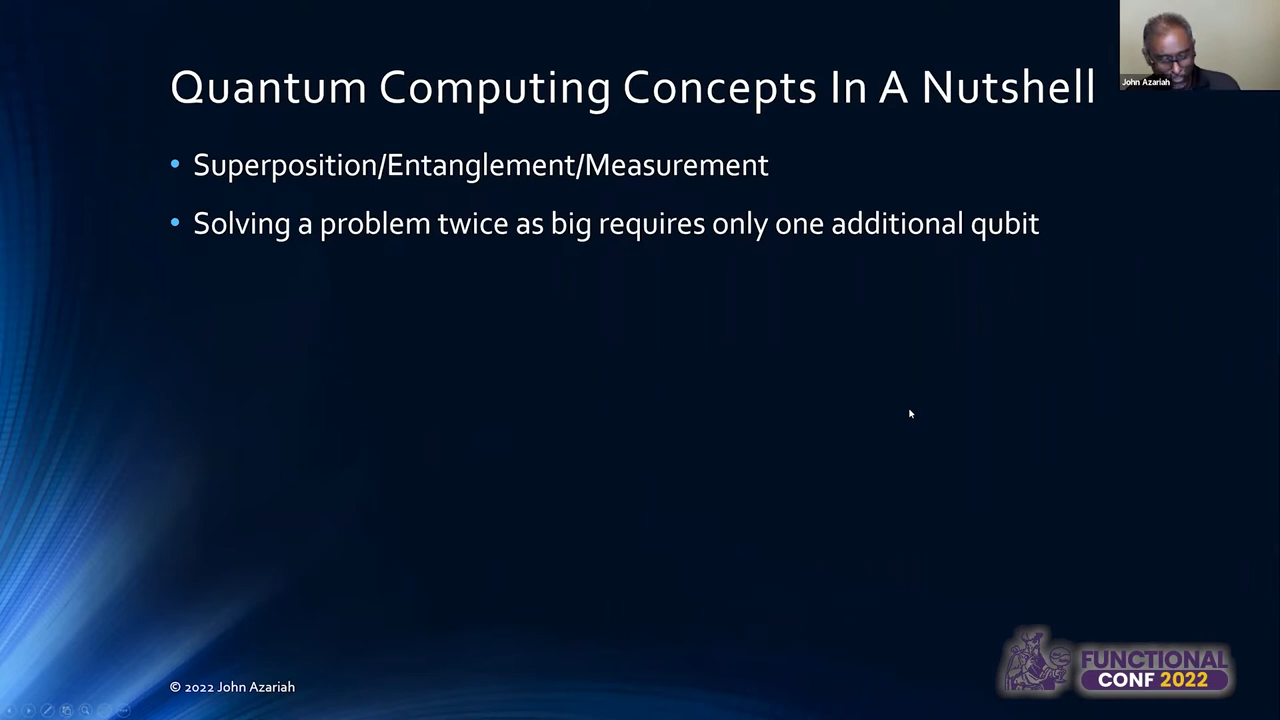 John Azariah
Quantum Computing Concepts In A Nutshell
• Superposition/Entanglement/Measurement
• Solving a problem twice as big requires only one additional qubit
© 2022 John Azariah
FUNCTIONAL
CONF 2022